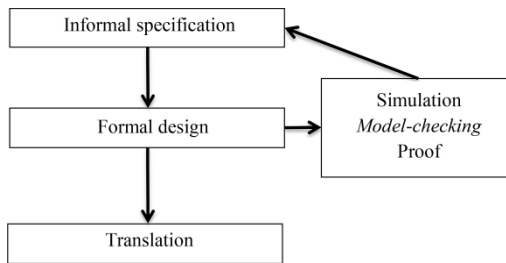 Informal specification
Formal design
Simulation
Model-checking
Proof
Translation